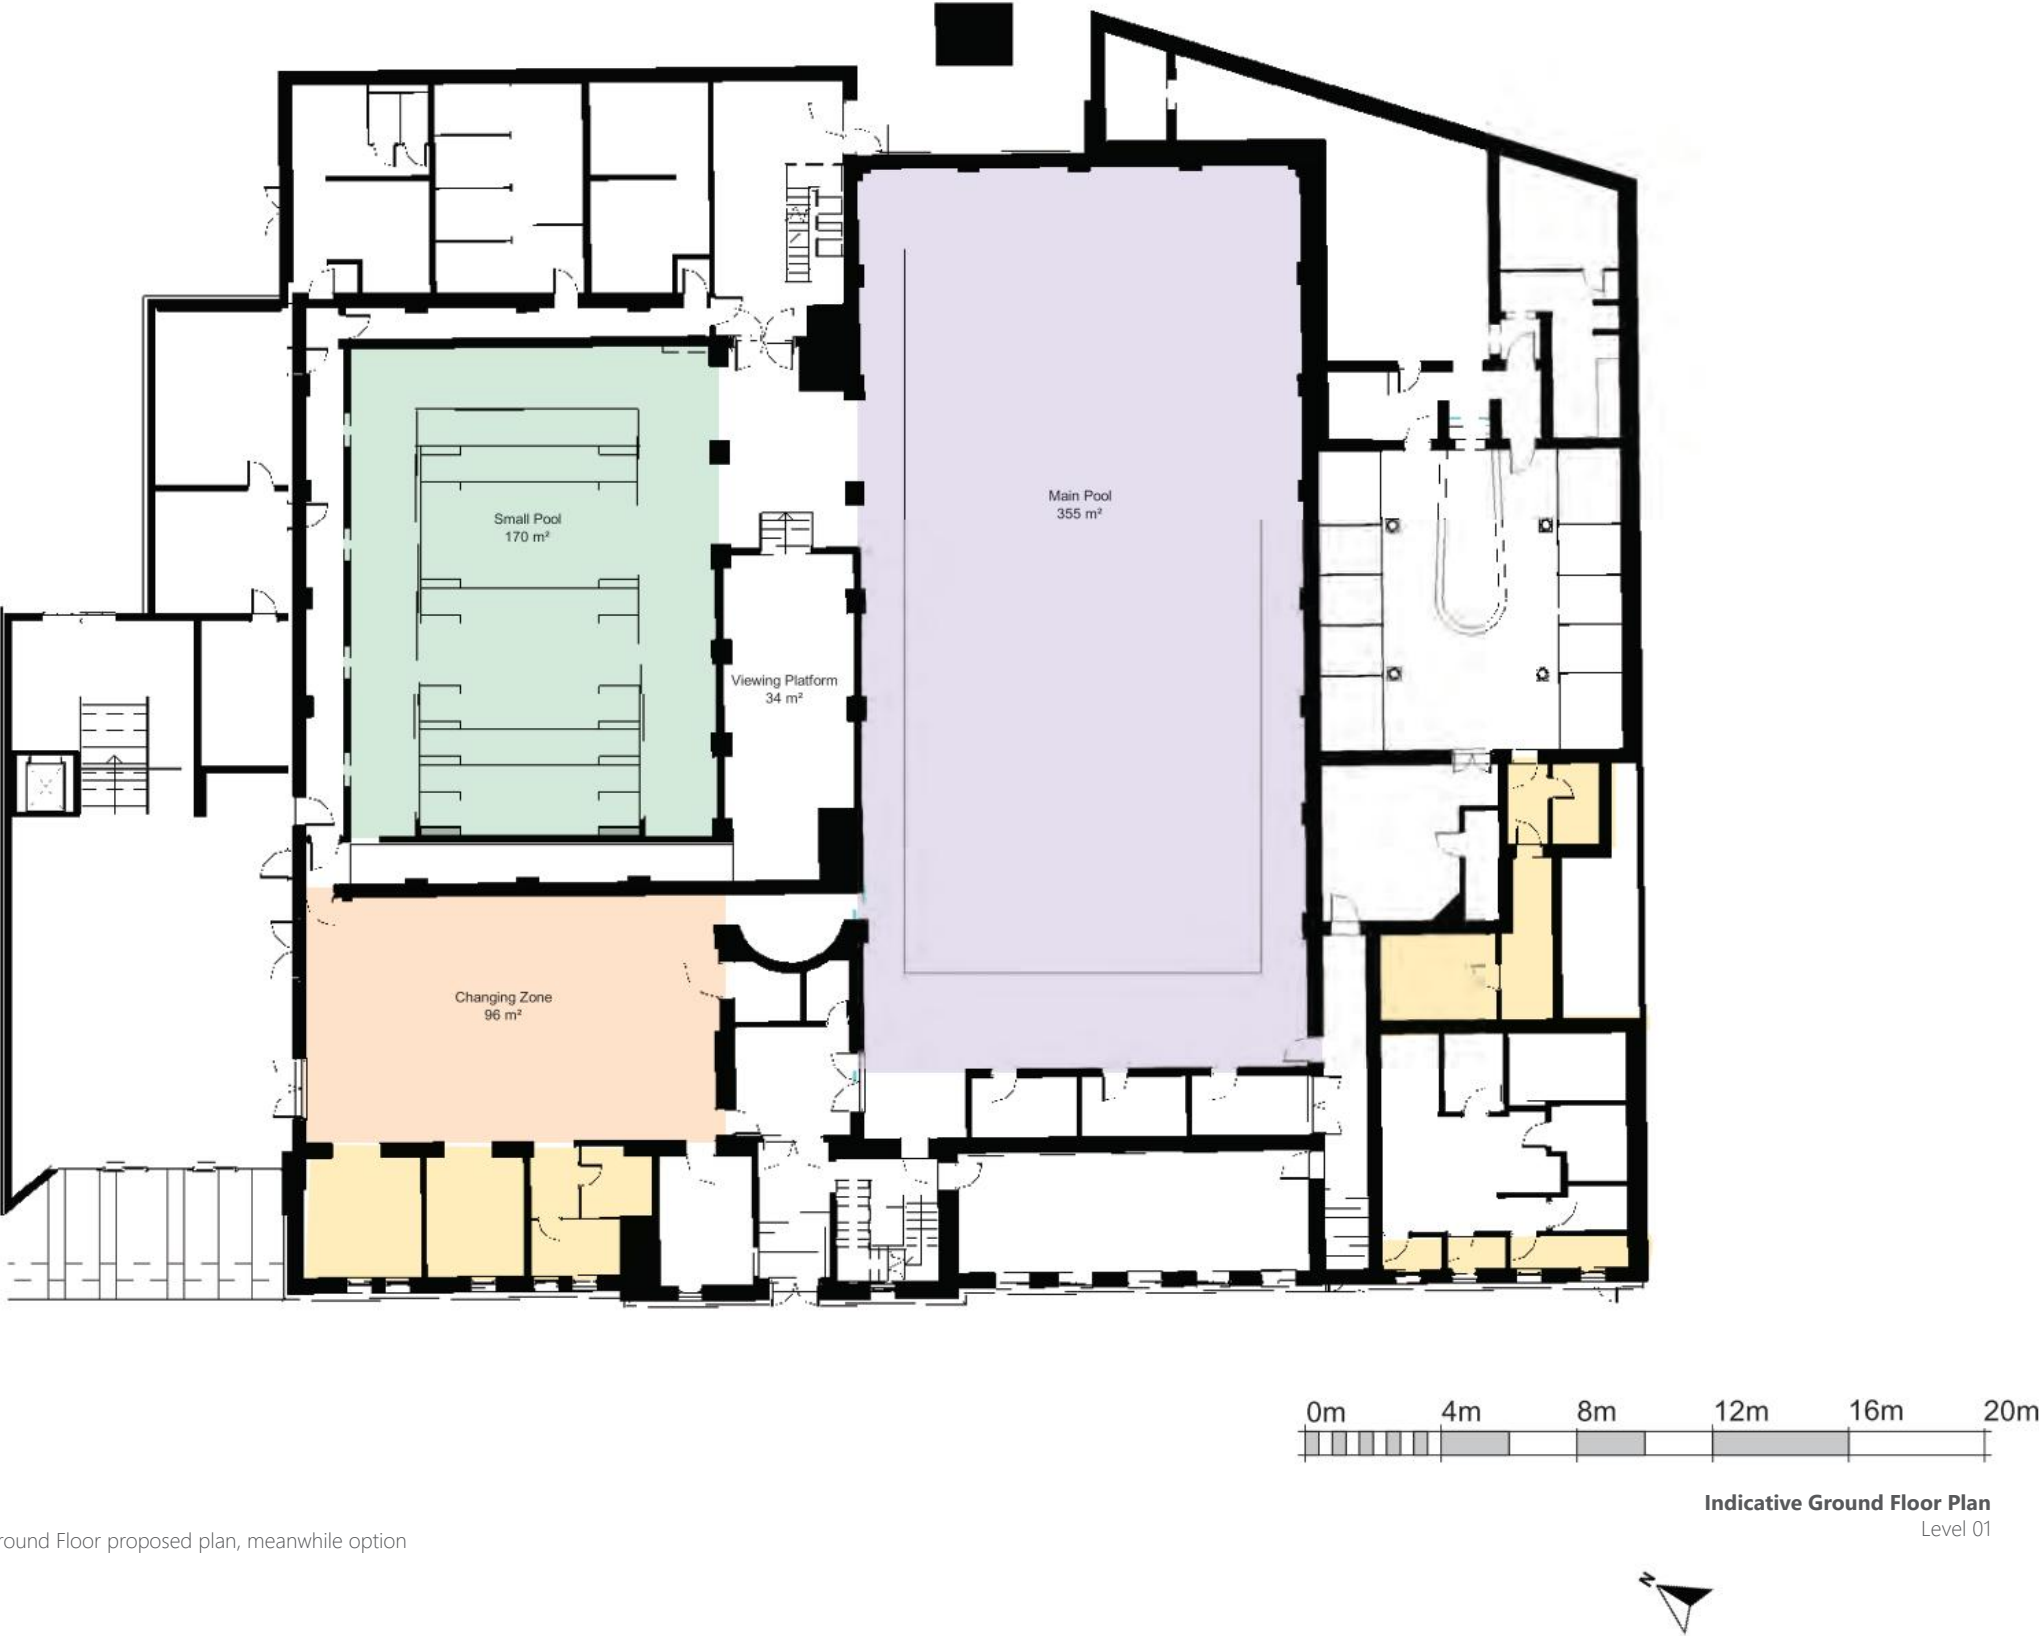 Main Pool
355 m²
Small Pool
170 m²
Viewing Platform
34 m²
Changing Zone
96 m²
0m 4m 8m 12m 16m 20m
Indicative Ground Floor Plan
Level 01
round Floor proposed plan, meanwhile option
N